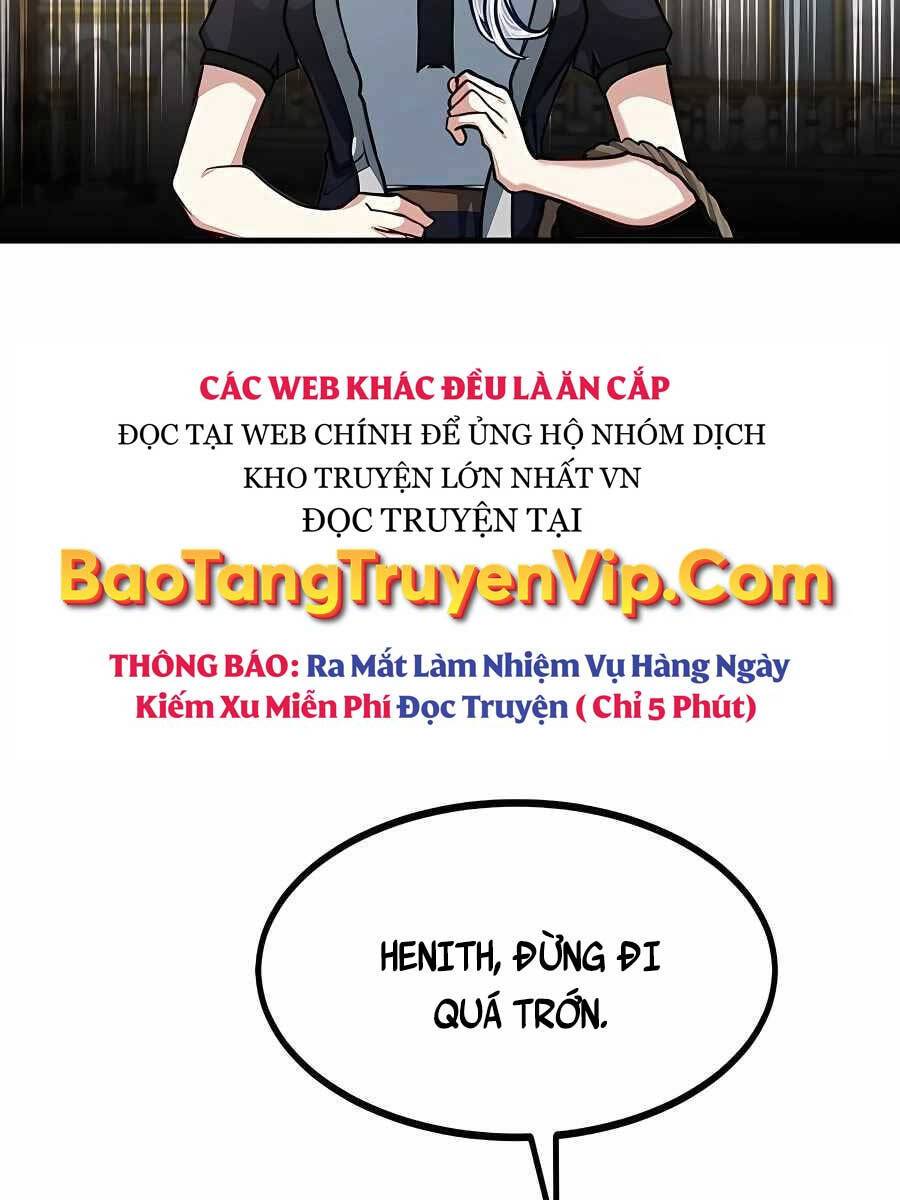 CÁC WEB KHÁC ĐỀU LÀ ĂN CẮP
ĐỌC TẠI WEB CHÍNH ĐỂ ỦNG HỘ NHÓM DỊCH
KHO TRUYỆN LỚN NHẤT VN
ĐỌC TRUYỆN TẠI
BaoTangTruyenVip.Com
THÔNG BÁO: Ra Mắt Làm Nhiệm Vụ Hàng Ngày
Kiếm Xu Miễn Phí Đọc Truyện ( Chỉ 5 Phút)
HENITH, ĐỪNG ĐI
QUÁ TRỚN.